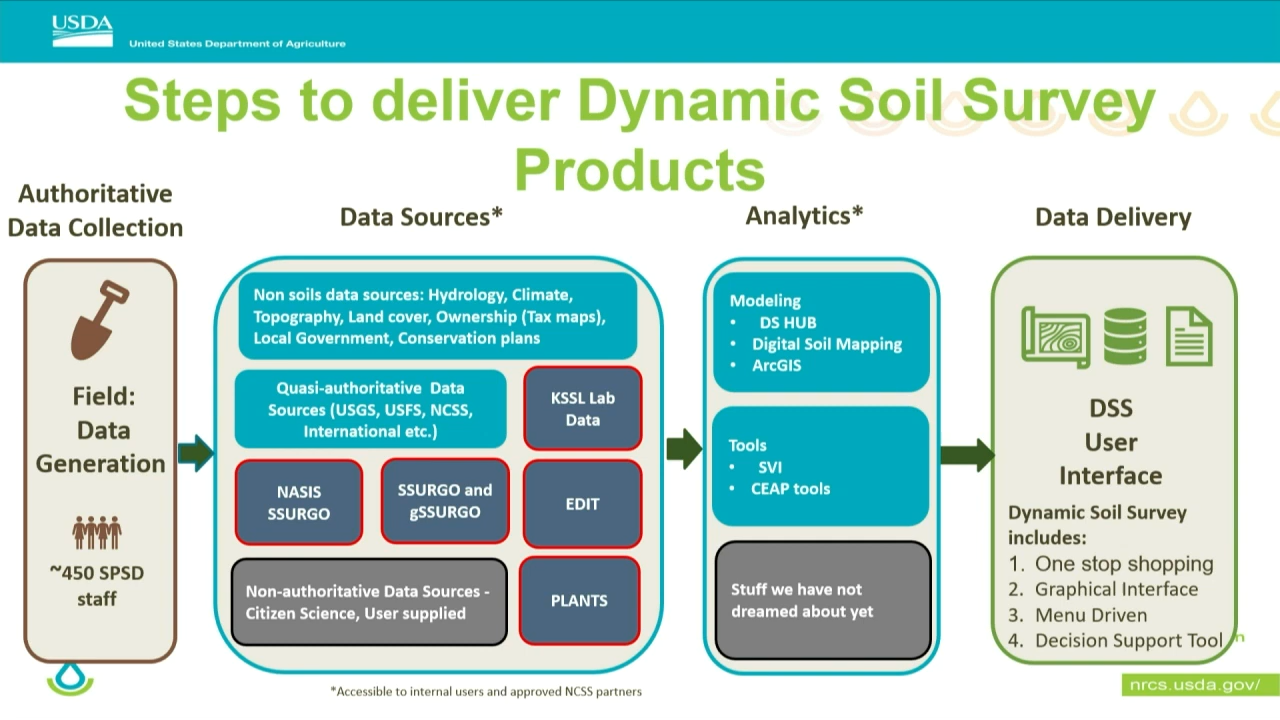 USDA
United States Department of Agriculture
Steps to deliver Dynamic Soil Survey
Products
Authoritative
Data Collection
Field:
Data
Generation
~450 SPSD
staff
Data Sources*
Non soils data sources: Hydrology, Climate,
Topography, Land cover, Ownership (Tax maps),
Local Government, Conservation plans
Quasi-authoritative Data
Sources (USGS, USFS, NCSS,
International etc.)
KSSL Lab
Data
NASIS
SSURGO
SSURGO and
gSSURGO
EDIT
Non-authoritative Data Sources -
Citizen Science, User supplied
PLANTS
Analytics*
Modeling
• DS HUB
• Digital Soil Mapping
• ArcGIS
Tools
• SVI
• CEAP tools
Stuff we have not
dreamed about yet
Data Delivery
DSS
User
Interface
Dynamic Soil Survey
includes:
1. One stop shopping
2. Graphical Interface
3. Menu Driven
4. Decision Support Tool
*Accessible to internal users and approved NCSS partners
nrcs.usda.gov/